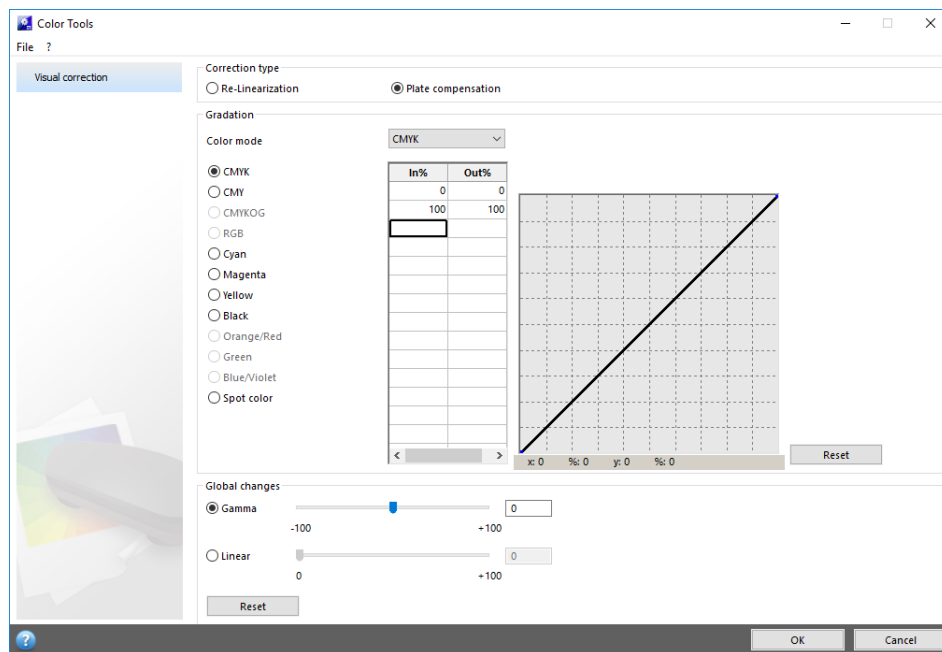 Color Tools
File ?
Visual correction
Correction type
Re-Linearization Plate compensation
Gradation
Color mode CMYK
CMYK
CMY
CMYKOG
RGB
Cyan
Magenta
Yellow
Black
Orange/Red
Green
Blue/Violet
Spot color
In% Out%
0 0
100 100
x: 0 %: 0 y: 0 %: 0
Reset
Global changes
Gamma 0
-100 +100
Linear 0
0 +100
Reset
? OK Cancel